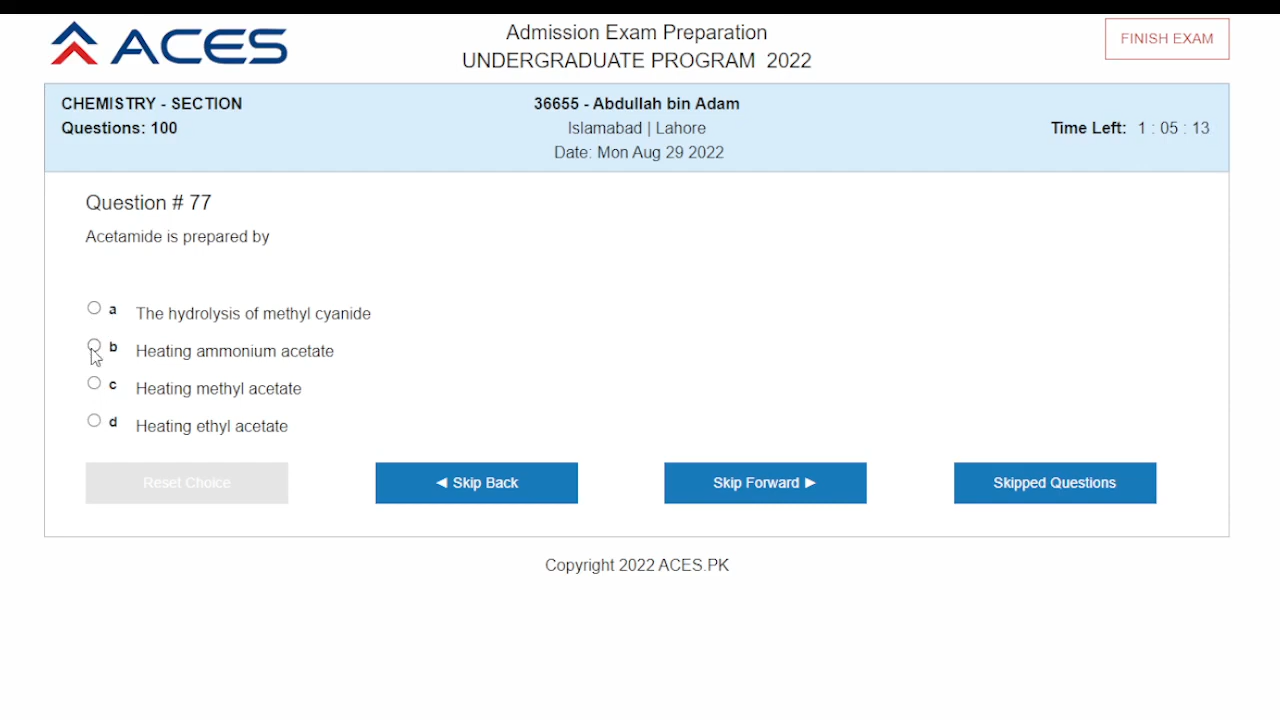 ACES
Admission Exam Preparation
UNDERGRADUATE PROGRAM 2022
FINISH EXAM
CHEMISTRY - SECTION
Questions: 100
36655 - Abdullah bin Adam
Islamabad | Lahore
Date: Mon Aug 29 2022
Time Left: 1 : 05 : 13
Question # 77
Acetamide is prepared by
a The hydrolysis of methyl cyanide
b Heating ammonium acetate
c Heating methyl acetate
d Heating ethyl acetate
Reset Choice
◄ Skip Back
Skip Forward ►
Skipped Questions
Copyright 2022 ACES.PK